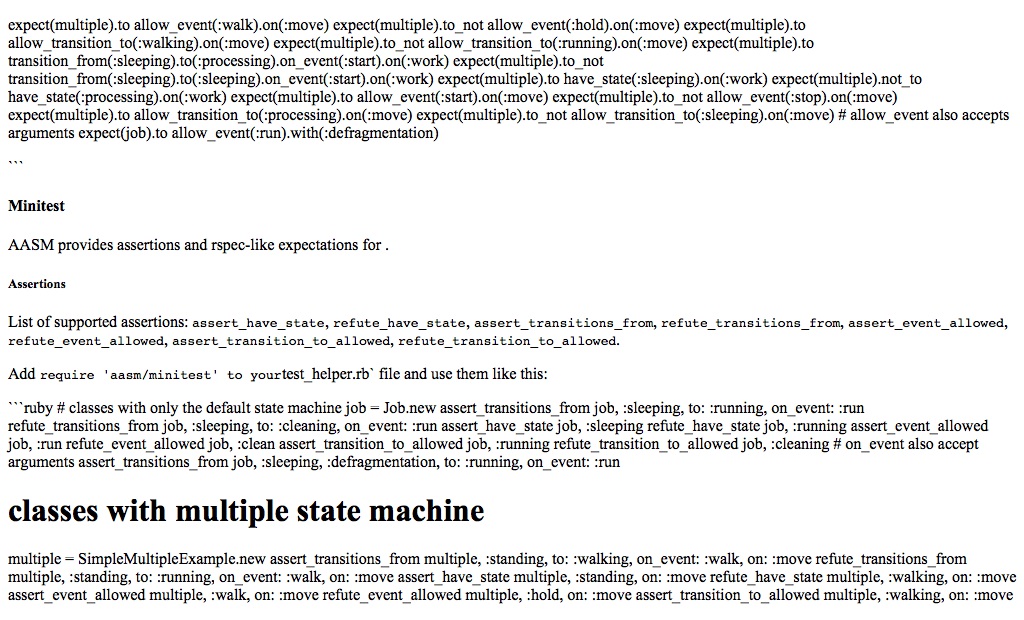 expect(multiple).to allow_event(:walk).on(:move) expect(multiple).to_not allow_event(:hold).on(:move) expect(multiple).to
allow_transition_to(:walking).on(:move) expect(multiple).to_not allow_transition_to(:running).on(:move) expect(multiple).to
transition_from(:sleeping).to(:processing).on_event(:start).on(:work) expect(multiple).to_not
transition_from(:sleeping).to(:sleeping).on_event(:start).on(:work) expect(multiple).to have_state(:sleeping).on(:work) expect(multiple).not_to
have_state(:processing).on(:work) expect(multiple).to allow_event(:start).on(:move) expect(multiple).to_not allow_event(:stop).on(:move)
expect(multiple).to allow_transition_to(:processing).on(:move) expect(multiple).to_not allow_transition_to(:sleeping).on(:move) # allow_event also accepts
arguments expect(job).to allow_event(:run).with(:defragmentation)
```
Minitest
AASM provides assertions and rspec-like expectations for .
Assertions
List of supported assertions: assert_have_state, refute_have_state, assert_transitions_from, refute_transitions_from, assert_event_allowed,
refute_event_allowed, assert_transition_to_allowed, refute_transition_to_allowed.
Add require 'aasm/minitest' to yourtest_helper.rb` file and use them like this:
```ruby # classes with only the default state machine job = Job.new assert_transitions_from job, :sleeping, to: :running, on_event: :run
refute_transitions_from job, :sleeping, to: :cleaning, on_event: :run assert_have_state job, :sleeping refute_have_state job, :running assert_event_allowed
job, :run refute_event_allowed job, :clean assert_transition_to_allowed job, :running refute_transition_to_allowed job, :cleaning # on_event also accept
arguments assert_transitions_from job, :sleeping, :defragmentation, to: :running, on_event: :run
classes with multiple state machine
multiple = SimpleMultipleExample.new assert_transitions_from multiple, :standing, to: :walking, on_event: :walk, on: :move refute_transitions_from
multiple, :standing, to: :running, on_event: :walk, on: :move assert_have_state multiple, :standing, on: :move refute_have_state multiple, :walking, on: :move
assert_event_allowed multiple, :walk, on: :move refute_event_allowed multiple, :hold, on: :move assert_transition_to_allowed multiple, :walking, on: :move